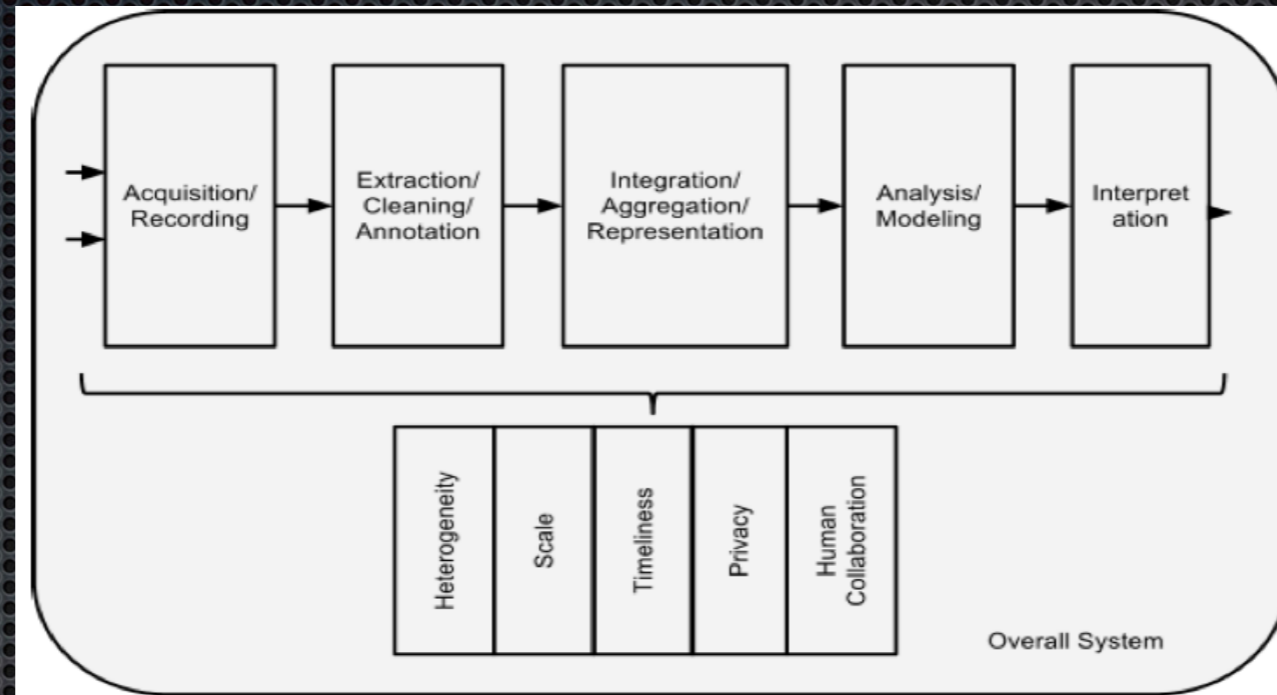 Acquisition/
Recording
Extraction/
Cleaning/
Annotation
Integration/
Aggregation/
Representation
Analysis/
Modeling
Interpret
ation
Heterogeneity
Scale
Timeliness
Privacy
Human
Collaboration
Overall System